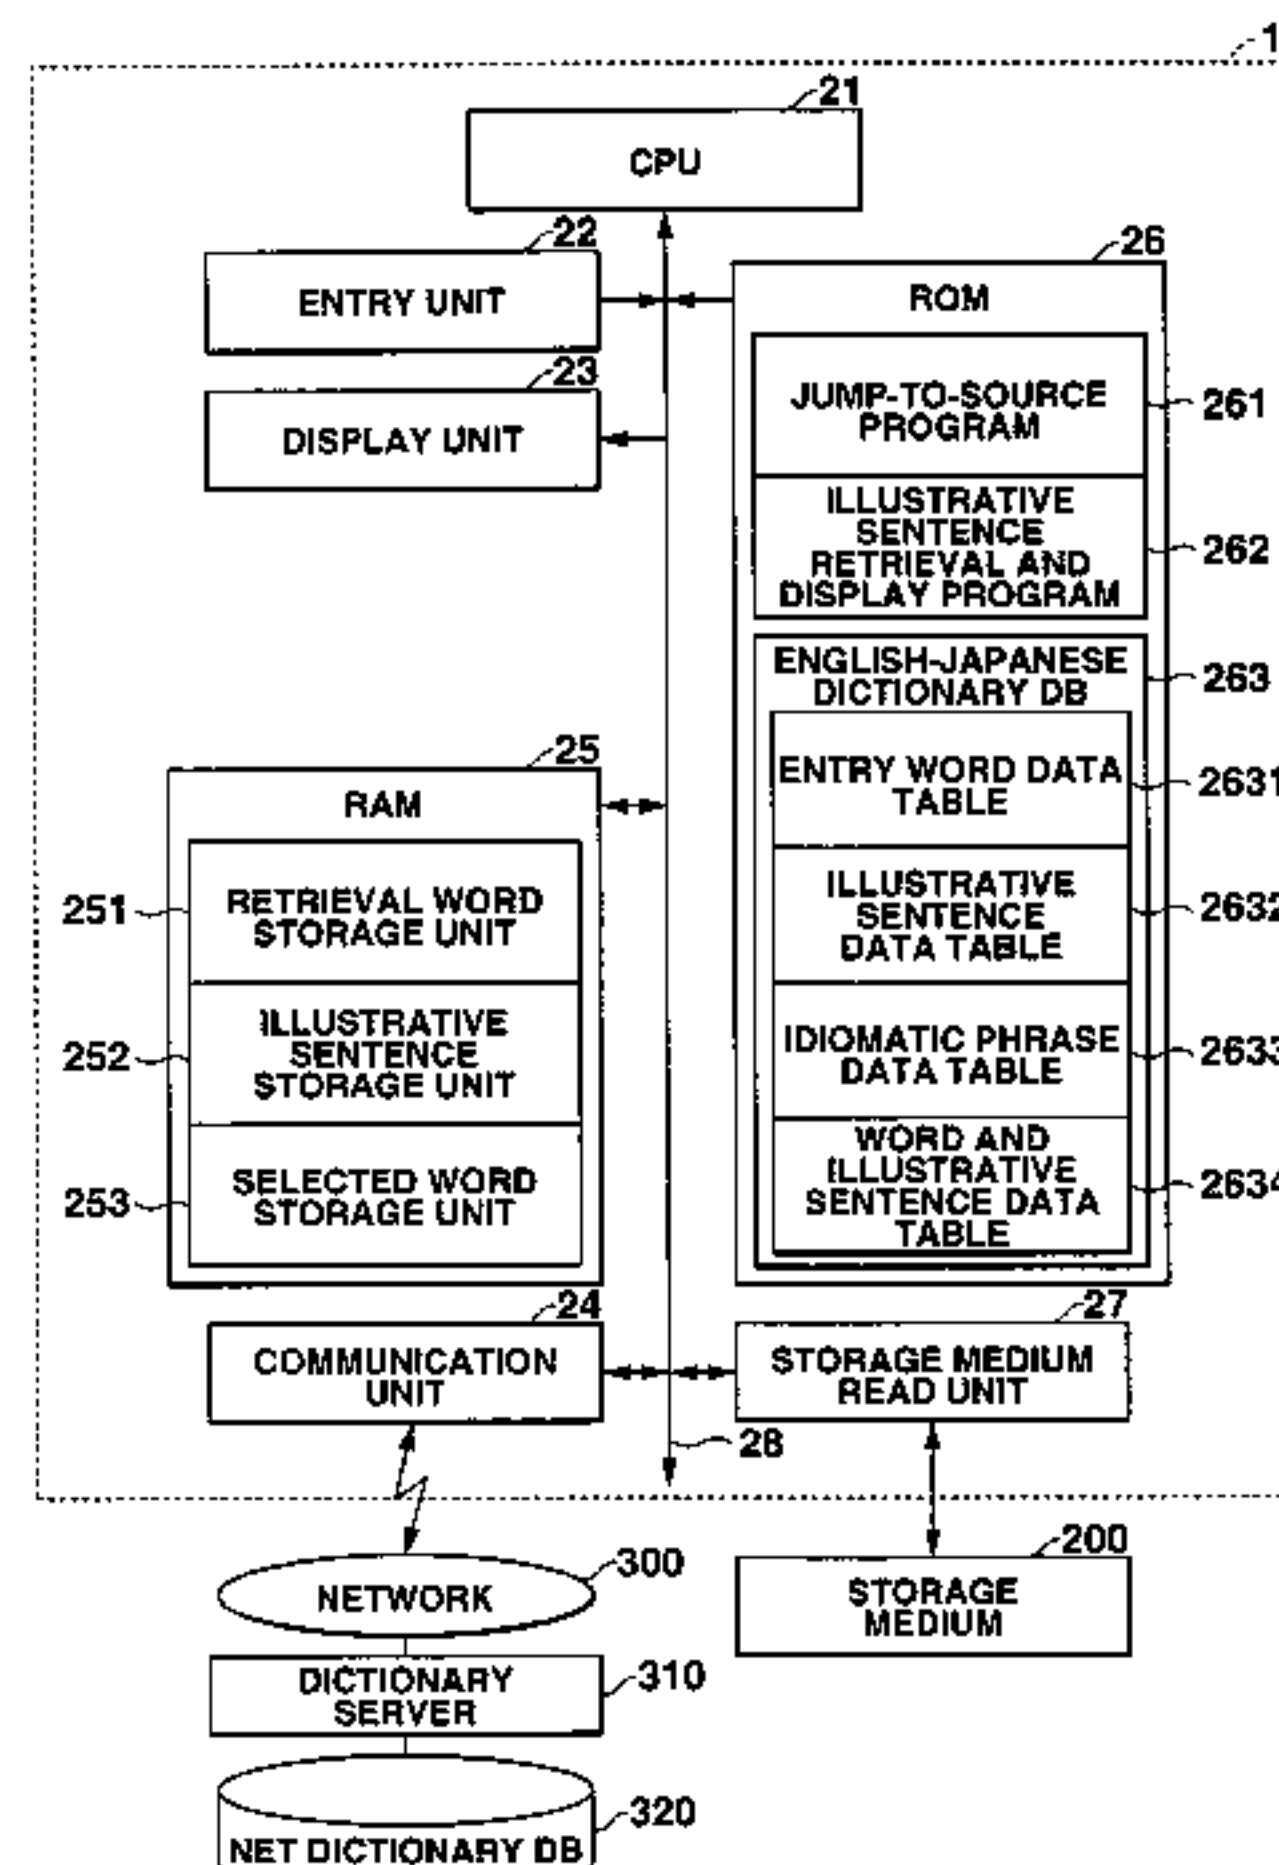 1
21
CPU
22
ENTRY UNIT
26
ROM
23
DISPLAY UNIT
JUMP-TO-SOURCE
PROGRAM
261
ILLUSTRATIVE
SENTENCE
RETRIEVAL AND
DISPLAY PROGRAM
262
ENGLISH-JAPANESE
DICTIONARY DB
263
ENTRY WORD DATA
TABLE
2631
ILLUSTRATIVE
SENTENCE
DATA TABLE
2632
IDIOMATIC PHRASE
DATA TABLE
2633
WORD AND
ILLUSTRATIVE
SENTENCE DATA
TABLE
2634
25
RAM
251
RETRIEVAL WORD
STORAGE UNIT
252
ILLUSTRATIVE
SENTENCE
STORAGE UNIT
253
SELECTED WORD
STORAGE UNIT
24
COMMUNICATION
UNIT
27
STORAGE MEDIUM
READ UNIT
28
300
NETWORK
200
STORAGE
MEDIUM
310
DICTIONARY
SERVER
320
NET DICTIONARY DB